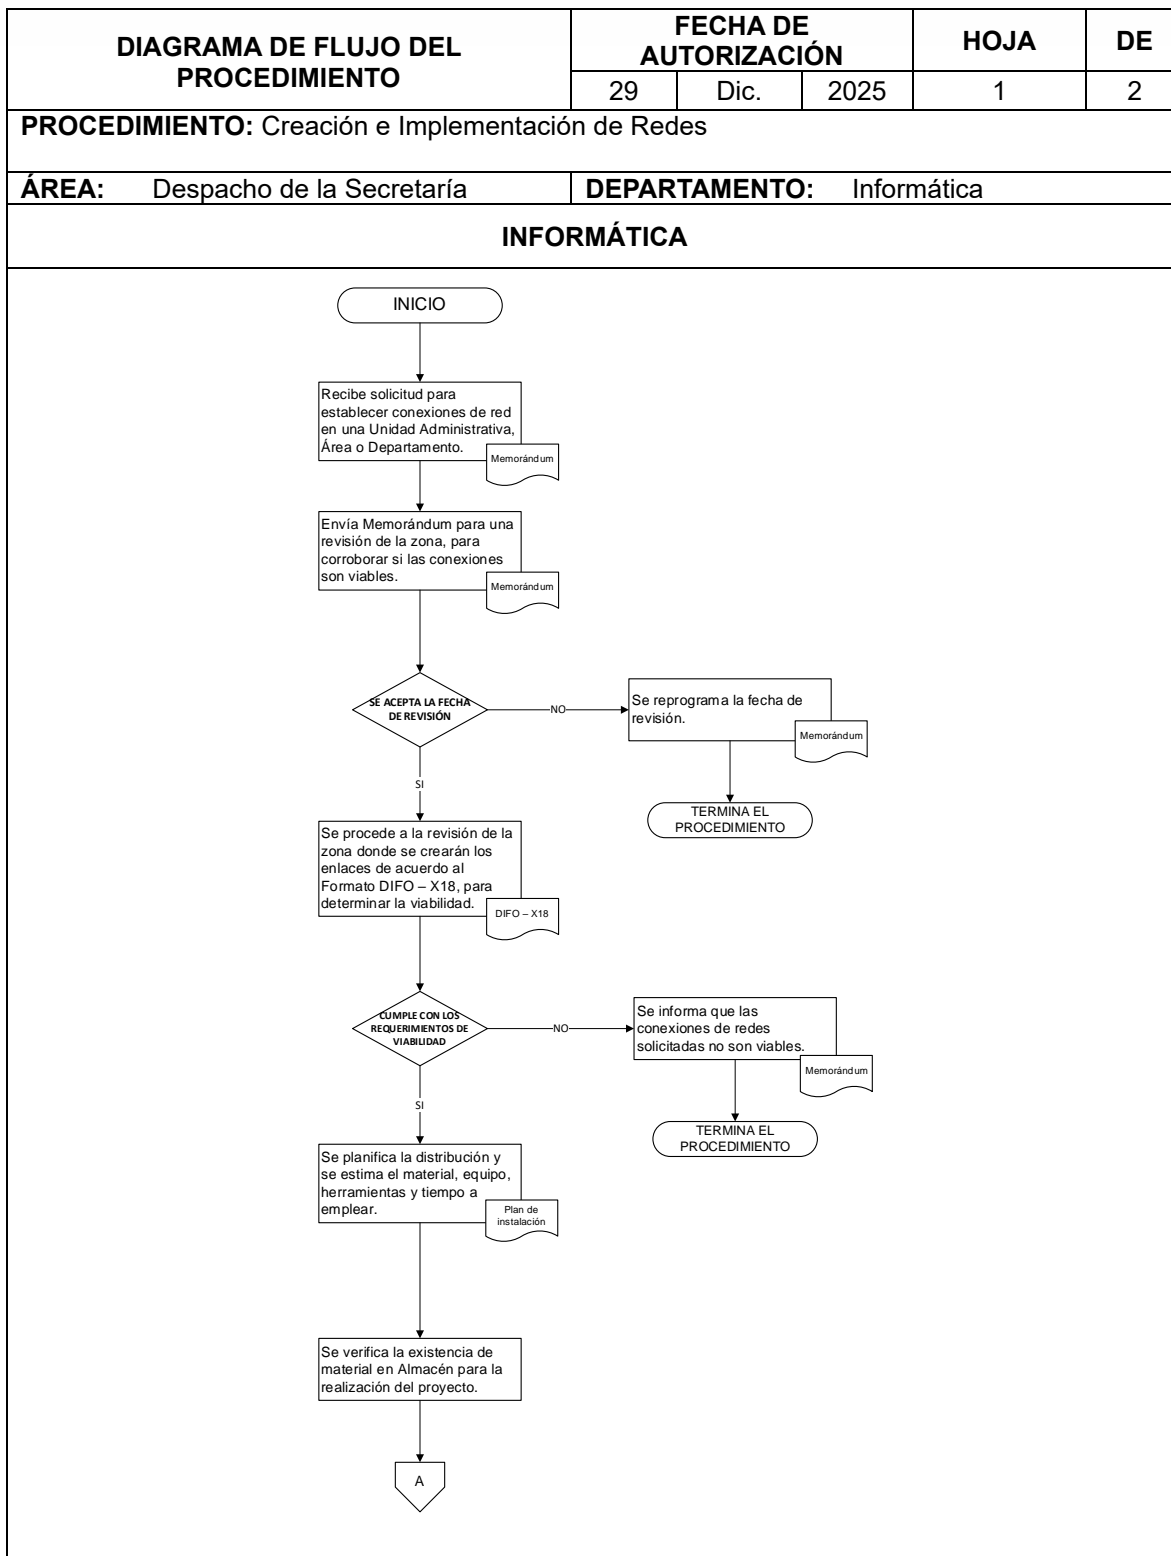 DIAGRAMA DE FLUJO DEL
PROCEDIMIENTO
FECHA DE
AUTORIZACIÓN
HOJA
DE
29
Dic.
2025
1
2
PROCEDIMIENTO: Creación e Implementación de Redes
ÁREA: Despacho de la Secretaría
DEPARTAMENTO: Informática
INFORMÁTICA
INICIO
Recibe solicitud para
establecer conexiones de red
en una Unidad Administrativa,
Área o Departamento.
Memorándum
Envía Memorándum para una
revisión de la zona, para
corroborar si las conexiones
son viables.
Memorándum
SE ACEPTA LA FECHA
DE REVISIÓN
NO
Se reprograma la fecha de
revisión.
Memorándum
TERMINA EL
PROCEDIMIENTO
SI
Se procede a la revisión de la
zona donde se crearán los
enlaces de acuerdo al
Formato DIFO – X18, para
determinar la viabilidad.
DIFO – X18
CUMPLE CON LOS
REQUERIMIENTOS DE
VIABILIDAD
NO
Se informa que las
conexiones de redes
solicitadas no son viables.
Memorándum
TERMINA EL
PROCEDIMIENTO
SI
Se planifica la distribución y
se estima el material, equipo,
herramientas y tiempo a
emplear.
Plan de
instalación
Se verifica la existencia de
material en Almacén para la
realización del proyecto.
A